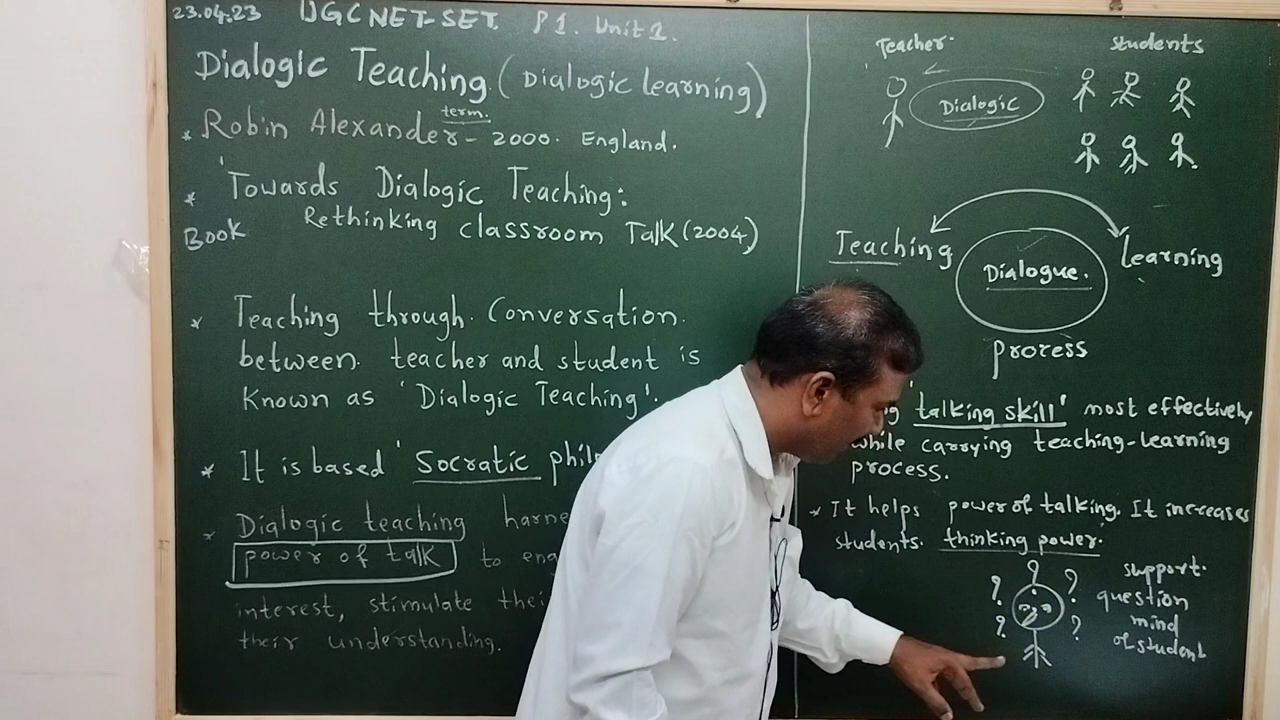 23.04.23 UGC NET-SET. P1. Unit 1.
Dialogic Teaching (Dialogic learning)
* Robin Alexander term. - 2000. England.
* 'Towards Dialogic Teaching:
Book Rethinking classroom Talk (2004)
* Teaching through. Conversation.
between. teacher and student is
Known as 'Dialogic Teaching'.
* It is based 'Socratic
* Dialogic teaching
power of talk to
interest, stimulate
their understanding.
Teacher. students
Dialogic
Teaching Dialogue. learning
process
'talking skill' most effectively
while carrying teaching-learning
process.
* It helps power of talking. It increases
students. thinking power.
? ? ? support.
question
? ? mind
of student